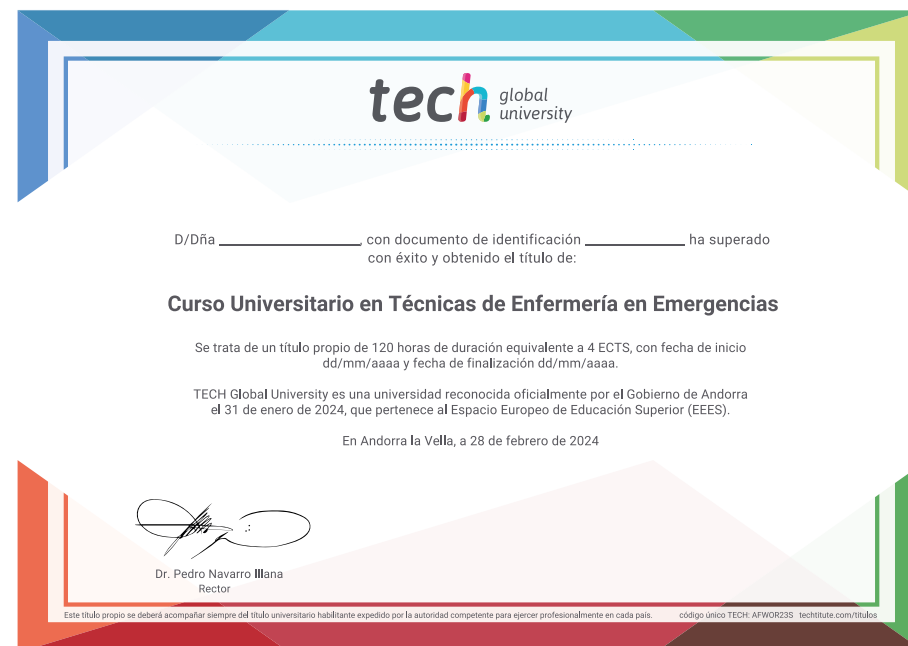 tech global university
D/Dña ____________________, con documento de identificación ______________ ha superado
con éxito y obtenido el título de:
Curso Universitario en Técnicas de Enfermería en Emergencias
Se trata de un título propio de 120 horas de duración equivalente a 4 ECTS, con fecha de inicio
dd/mm/aaaa y fecha de finalización dd/mm/aaaa.
TECH Global University es una universidad reconocida oficialmente por el Gobierno de Andorra
el 31 de enero de 2024, que pertenece al Espacio Europeo de Educación Superior (EEES).
En Andorra la Vella, a 28 de febrero de 2024
Dr. Pedro Navarro Illana
Rector
Este título propio se deberá acompañar siempre del título universitario habilitante expedido por la autoridad competente para ejercer profesionalmente en cada país. código único TECH: AFWOR23S techtitute.com/titulos